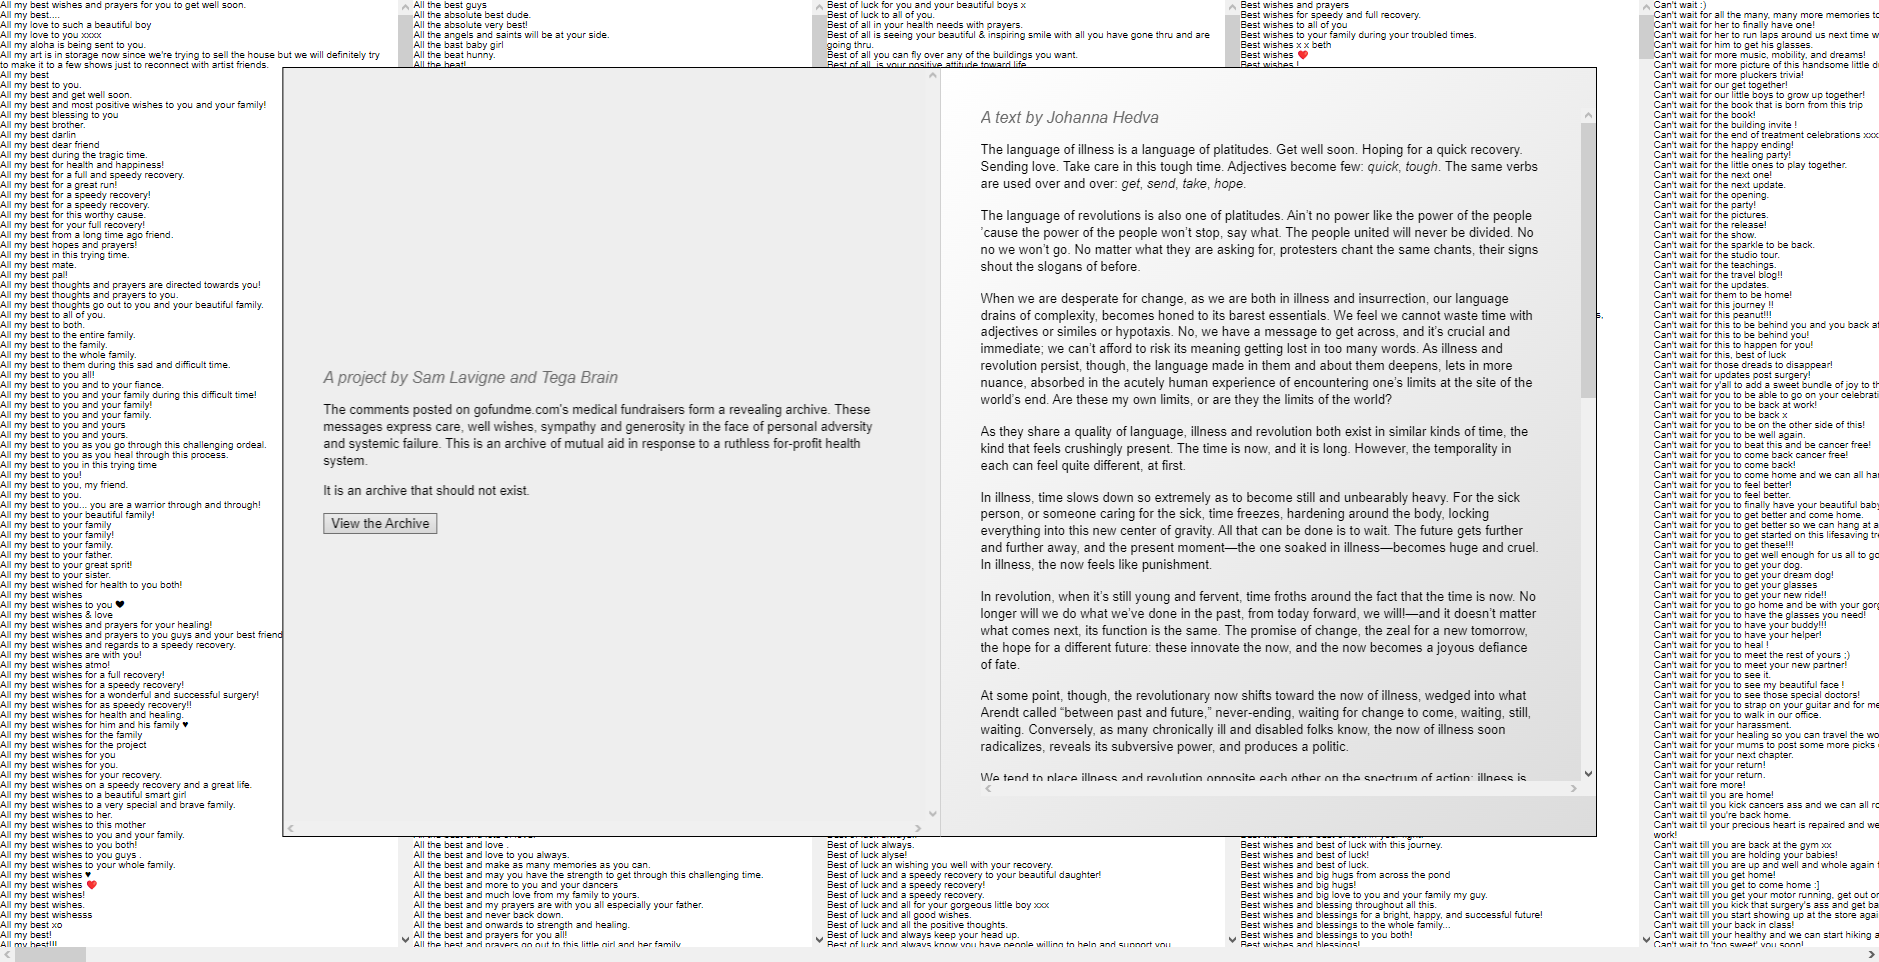 All my best wishes and prayers for you to get well soon.
All my best....
All my love to such a beautiful boy
All my love to you xxxx
All my aloha is being sent to you.
All my art is in storage now since we're trying to sell the house but we will definitely try
to make it to a few shows just to reconnect with artist friends.
All my best
All my best to you.
All my best and get well soon.
All my best and most positive wishes to you and your family!
All my best blessing to you
All my best brother.
All my best darlin
All my best dear friend
All my best during the tragic time.
All my best for health and happiness!
All my best for a full and speedy recovery.
All my best for a great run!
All my best for a speedy recovery!
All my best for a speedy recovery.
All my best for this worthy cause.
All my best for your full recovery!
All my best from a long time ago friend.
All my best hopes and prayers!
All my best in this trying time.
All my best mate.
All my best pal!
All my best thoughts and prayers are directed towards you!
All my best thoughts and prayers to you.
All my best thoughts go out to you and your beautiful family.
All my best to all of you.
All my best to both.
All my best to the entire family.
All my best to the family.
All my best to the whole family.
All my best to them during this sad and difficult time.
All my best to you all!
All my best to you and to your fiance.
All my best to you and your family during this difficult time!
All my best to you and your family!
All my best to you and your family.
All my best to you and yours
All my best to you and yours.
All my best to you as you go through this challenging ordeal.
All my best to you as you heal through this process.
All my best to you in this trying time
All my best to you!
All my best to you, my friend.
All my best to you.
All my best to you... you are a warrior through and through!
All my best to your beautiful family!
All my best to your family
All my best to your family!
All my best to your family.
All my best to your father.
All my best to your great sprit!
All my best to your sister.
All my best wished for health to you both!
All my best wishes
All my best wishes to you ♥
All my best wishes & love
All my best wishes and prayers for your healing!
All my best wishes and prayers to you guys and your best friend
All my best wishes and regards to a speedy recovery.
All my best wishes are with you!
All my best wishes atmo!
All my best wishes for a full recovery!
All my best wishes for a speedy recovery!
All my best wishes for a wonderful and successful surgery!
All my best wishes for as speedy recovery!!
All my best wishes for health and healing.
All my best wishes for him and his family ♥
All my best wishes for the family
All my best wishes for the project
All my best wishes for you
All my best wishes for you.
All my best wishes for your recovery.
All my best wishes on a speedy recovery and a great life.
All my best wishes to a beautiful smart girl
All my best wishes to a very special and brave family.
All my best wishes to her.
All my best wishes to this mother
All my best wishes to you and your family.
All my best wishes to you both!
All my best wishes to you guys .
All my best wishes to your whole family.
All my best wishes ♥
All my best wishes ❤️
All my best wishes!
All my best wishes.
All my best wishesss
All my best xo
All my best!
All my best!!!
All the best guys
All the absolute best dude.
All the absolute very best!
All the angels and saints will be at your side.
All the bast baby girl
All the best hunny.
All the beat!
All the best and love .
All the best and love to you always.
All the best and make as many memories as you can.
All the best and may you have the strength to get through this challenging time.
All the best and more to you and your dancers
All the best and much love from my family to yours.
All the best and my prayers are with you all especially your father.
All the best and never back down.
All the best and onwards to strength and healing.
All the best and prayers for you all!
All the best and prayers go out to this little girl and her family
Best of luck for you and your beautiful boys x
Best of luck to all of you.
Best of all in your health needs with prayers.
Best of all is seeing your beautiful & inspiring smile with all you have gone thru and are
going thru.
Best of all you can fly over any of the buildings you want.
Best of all, is your positive attitude toward life
Best of luck always.
Best of luck alyse!
Best of luck an wishing you well with your recovery.
Best of luck and a speedy recovery to your beautiful daughter!
Best of luck and a speedy recovery!
Best of luck and a speedy recovery.
Best of luck and all for your gorgeous little boy xxx
Best of luck and all good wishes.
Best of luck and all the positive thoughts.
Best of luck and always keep your head up.
Best of luck and always know you have people willing to help and support you
Best wishes and prayers
Best wishes for speedy and full recovery.
Best wishes to all of you
Best wishes to your family during your troubled times.
Best wishes x x beth
Best wishes ❤️
Best wishes !
Best wishes and best of luck with this journey.
Best wishes and best of luck!
Best wishes and best of luck.
Best wishes and big hugs from across the pond
Best wishes and big hugs!
Best wishes and big love to you and your family my guy.
Best wishes and blessing throughout all this.
Best wishes and blessings for a bright, happy, and successful future!
Best wishes and blessings to the whole family...
Best wishes and blessings to you both!
Best wishes and blessings!
Can't wait :)
Can't wait for all the many, many more memories to
Can't wait for her to finally have one!
Can't wait for her to run laps around us next time w
Can't wait for him to get his glasses.
Can't wait for more music, mobility, and dreams!
Can't wait for more picture of this handsome little d
Can't wait for more pluckers trivia!
Can't wait for our get together!
Can't wait for our little boys to grow up together!
Can't wait for the book that is born from this trip
Can't wait for the book!
Can't wait for the building invite !
Can't wait for the end of treatment celebrations xxx
Can't wait for the happy ending!
Can't wait for the healing party!
Can't wait for the little ones to play together.
Can't wait for the next one!
Can't wait for the next update.
Can't wait for the opening.
Can't wait for the party!
Can't wait for the pictures.
Can't wait for the release!
Can't wait for the show.
Can't wait for the sparkle to be back.
Can't wait for the studio tour.
Can't wait for the teachings.
Can't wait for the travel blog!!
Can't wait for the updates.
Can't wait for them to be home!
Can't wait for this journey !!
Can't wait for this peanut!!!
Can't wait for this to be behind you and you back at
Can't wait for this to be behind you!
Can't wait for this to happen for you!
Can't wait for this, best of luck
Can't wait for those dreads to disappear!
Can't wait for updates post surgery!
Can't wait for y'all to add a sweet bundle of joy to th
Can't wait for you to be able to go on your celebrati
Can't wait for you to be back at work!
Can't wait for you to be back x
Can't wait for you to be on the other side of this!
Can't wait for you to be well again.
Can't wait for you to beat this and be cancer free!
Can't wait for you to come back cancer free!
Can't wait for you to come back!
Can't wait for you to come home and we can all ha
Can't wait for you to feel better!
Can't wait for you to feel better.
Can't wait for you to finally have your beautiful baby
Can't wait for you to get better and come home.
Can't wait for you to get better so we can hang at a
Can't wait for you to get started on this lifesaving tre
Can't wait for you to get these!!!
Can't wait for you to get well enough for us all to go
Can't wait for you to get your dog.
Can't wait for you to get your dream dog!
Can't wait for you to get your glasses
Can't wait for you to get your new ride!!
Can't wait for you to go home and be with your gorg
Can't wait for you to have the glasses you need!
Can't wait for you to have your buddy!!!
Can't wait for you to have your helper!
Can't wait for you to heal !
Can't wait for you to meet the rest of yours ;)
Can't wait for you to meet your new partner!
Can't wait for you to see it.
Can't wait for you to see my beautiful face !
Can't wait for you to see those special doctors!
Can't wait for you to strap on your guitar and for me
Can't wait for you to walk in our office.
Can't wait for your harassment.
Can't wait for your healing so you can travel the wo
Can't wait for your mums to post some more picks
Can't wait for your next chapter.
Can't wait for your return!
Can't wait for your return.
Can't wait fore more!
Can't wait til you are home!
Can't wait til you kick cancers ass and we can all ro
Can't wait til you're back home.
Can't wait til your precious heart is repaired and we
work!
Can't wait till you are back at the gym xx
Can't wait till you are holding your babies!
Can't wait till you are up and well and whole again
Can't wait till you get home!
Can't wait till you get to come home :]
Can't wait till you get your motor running, get out or
Can't wait till you kick that surgery's ass and get ba
Can't wait till you start showing up at the store agai
Can't wait till your back in class!
Can't wait till your healthy and we can start hiking a
Can't wait to 'too sweet' you soon!
A project by Sam Lavigne and Tega Brain
The comments posted on gofundme.com's medical fundraisers form a revealing archive. These
messages express care, well wishes, sympathy and generosity in the face of personal adversity
and systemic failure. This is an archive of mutual aid in response to a ruthless for-profit health
system.
It is an archive that should not exist.
View the Archive
A text by Johanna Hedva
The language of illness is a language of platitudes. Get well soon. Hoping for a quick recovery.
Sending love. Take care in this tough time. Adjectives become few: quick, tough. The same verbs
are used over and over: get, send, take, hope.
The language of revolutions is also one of platitudes. Ain't no power like the power of the people
'cause the power of the people won't stop, say what. The people united will never be divided. No
no we won't go. No matter what they are asking for, protesters chant the same chants, their signs
shout the slogans of before.
When we are desperate for change, as we are both in illness and insurrection, our language
drains of complexity, becomes honed to its barest essentials. We feel we cannot waste time with
adjectives or similes or hypotaxis. No, we have a message to get across, and it's crucial and
immediate; we can't afford to risk its meaning getting lost in too many words. As illness and
revolution persist, though, the language made in them and about them deepens, lets in more
nuance, absorbed in the acutely human experience of encountering one's limits at the site of the
world's end. Are these my own limits, or are they the limits of the world?
As they share a quality of language, illness and revolution both exist in similar kinds of time, the
kind that feels crushingly present. The time is now, and it is long. However, the temporality in
each can feel quite different, at first.
In illness, time slows down so extremely as to become still and unbearably heavy. For the sick
person, or someone caring for the sick, time freezes, hardening around the body, locking
everything into this new center of gravity. All that can be done is to wait. The future gets further
and further away, and the present moment—the one soaked in illness—becomes huge and cruel.
In illness, the now feels like punishment.
In revolution, when it's still young and fervent, time froths around the fact that the time is now. No
longer will we do what we've done in the past, from today forward, we will!—and it doesn't matter
what comes next, its function is the same. The promise of change, the zeal for a new tomorrow,
the hope for a different future: these innovate the now, and the now becomes a joyous defiance
of fate.
At some point, though, the revolutionary now shifts toward the now of illness, wedged into what
Arendt called “between past and future,” never-ending, waiting for change to come, waiting, still,
waiting. Conversely, as many chronically ill and disabled folks know, the now of illness soon
radicalizes, reveals its subversive power, and produces a politic.
We tend to place illness and revolution opposite each other on the spectrum of action: illness is